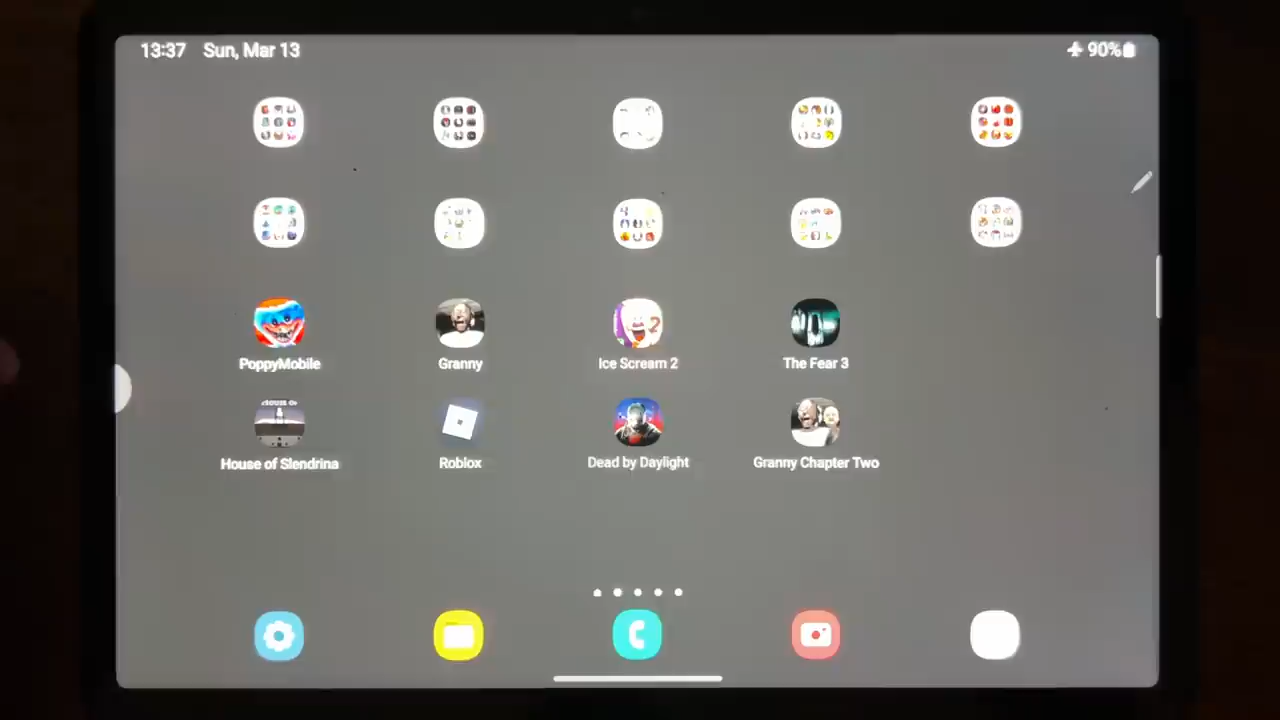 13:37 Sun, Mar 13 90%
PoppyMobile Granny Ice Scream 2 The Fear 3
House of Slendrina Roblox Dead by Daylight Granny Chapter Two